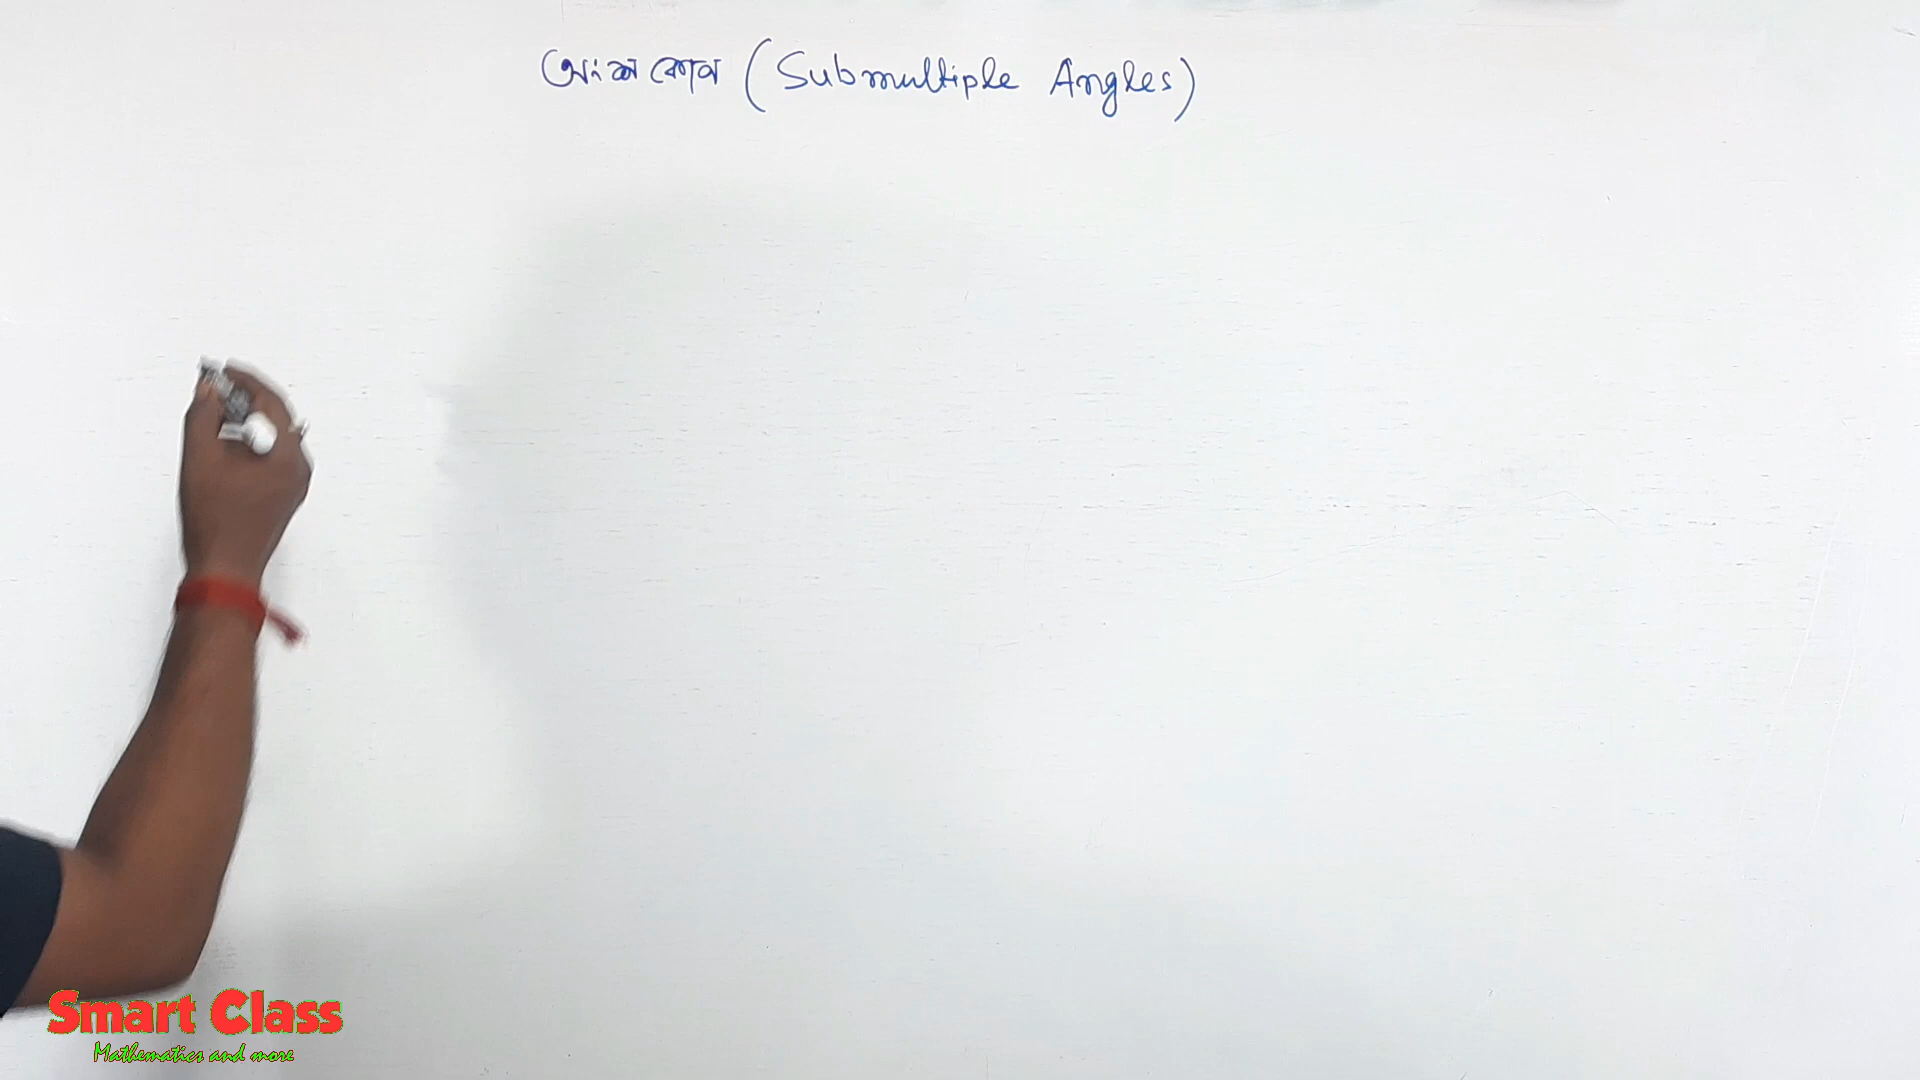 অংশ কোণ (Submultiple Angles)
Smart Class
Mathematics and more